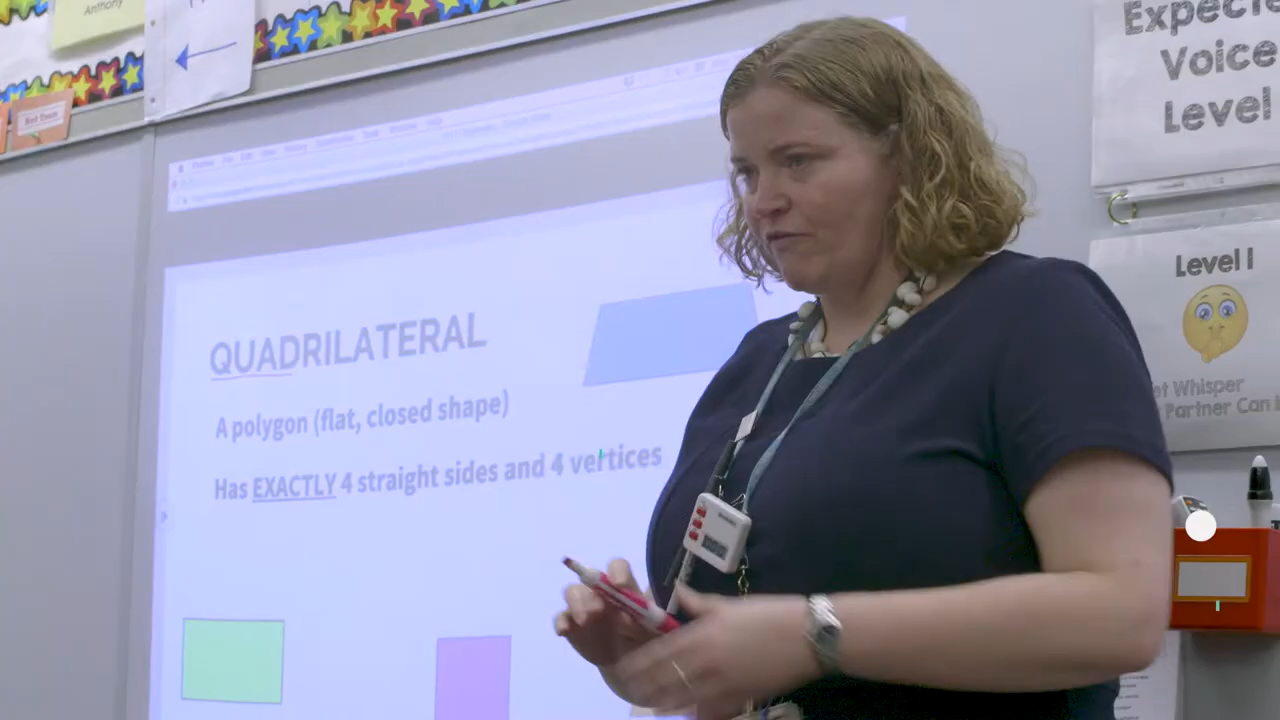 Anthony
Expecte
Voice
Level
QUADRILATERAL
A polygon (flat, closed shape)
Has EXACTLY 4 straight sides and 4 vertices
Level 1
et Whisper
Partner Can